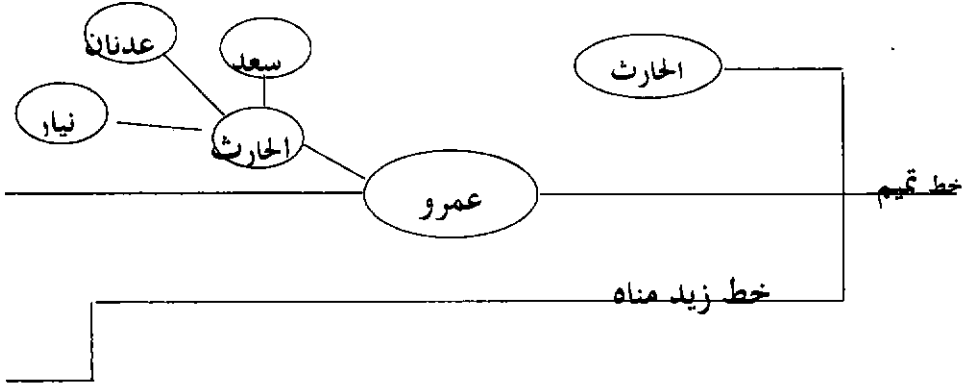 عدنان
سعد
الحارث
نيار
الحارث
خط تميم
عمرو
خط زيد مناه